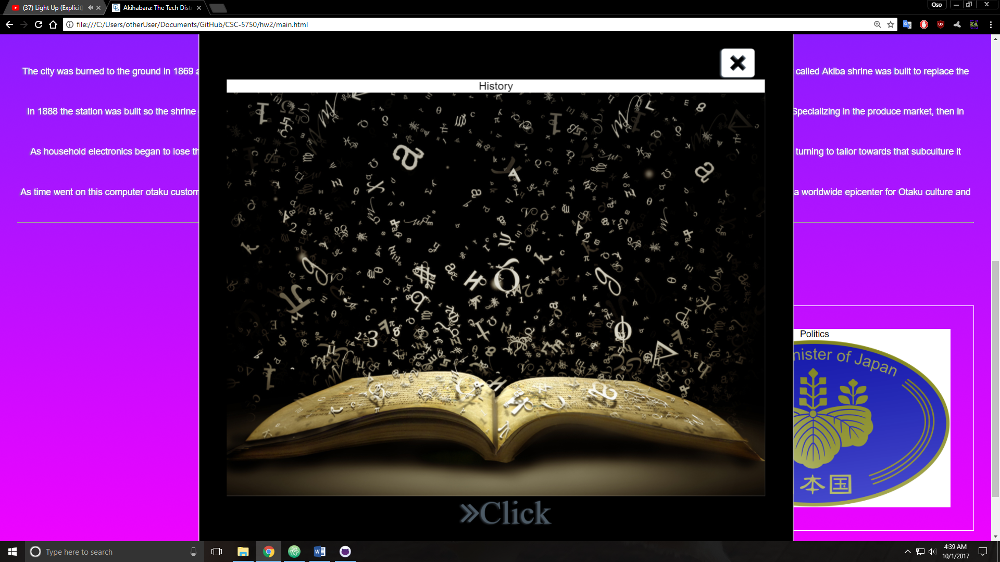 (37) Light Up (Explicit)
Akihabara: The Tech Dist
Oso
file:///C:/Users/otherUser/Documents/GitHub/CSC-5750/hw2/main.html
The city was burned to the ground in 1869
called Akiba shrine was built to replace the
In 1888 the station was built so the shrine
Specializing in the produce market, then in
As household electronics began to lose
turning to tailor towards that subculture it
As time went on this computer otaku custom
a worldwide epicenter for Otaku culture and
History
»Click
Politics
nister of Japan
本国
Type here to search
4:39 AM
10/1/2017